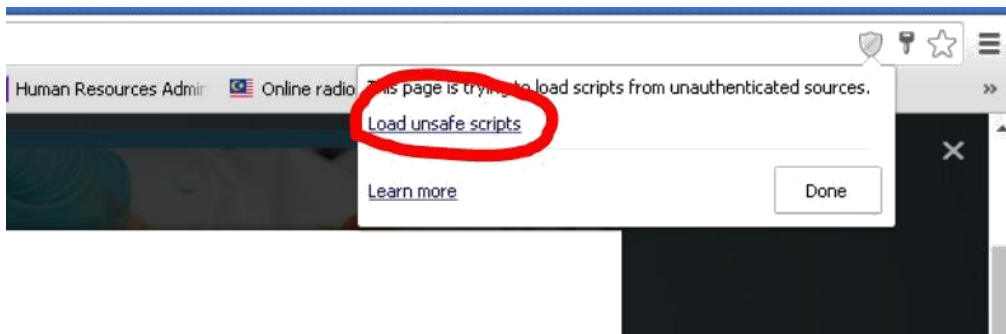 Human Resources Admin
Online radio
This page is trying to load scripts from unauthenticated sources.
Load unsafe scripts
Learn more
Done